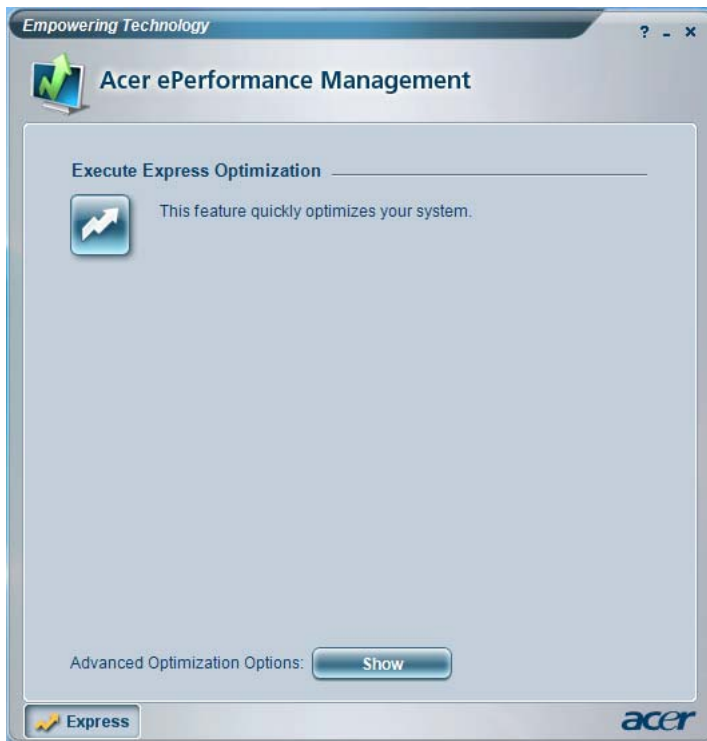 Empowering Technology
? - ×
Acer ePerformance Management
Execute Express Optimization
This feature quickly optimizes your system.
Advanced Optimization Options: Show
Express
acer